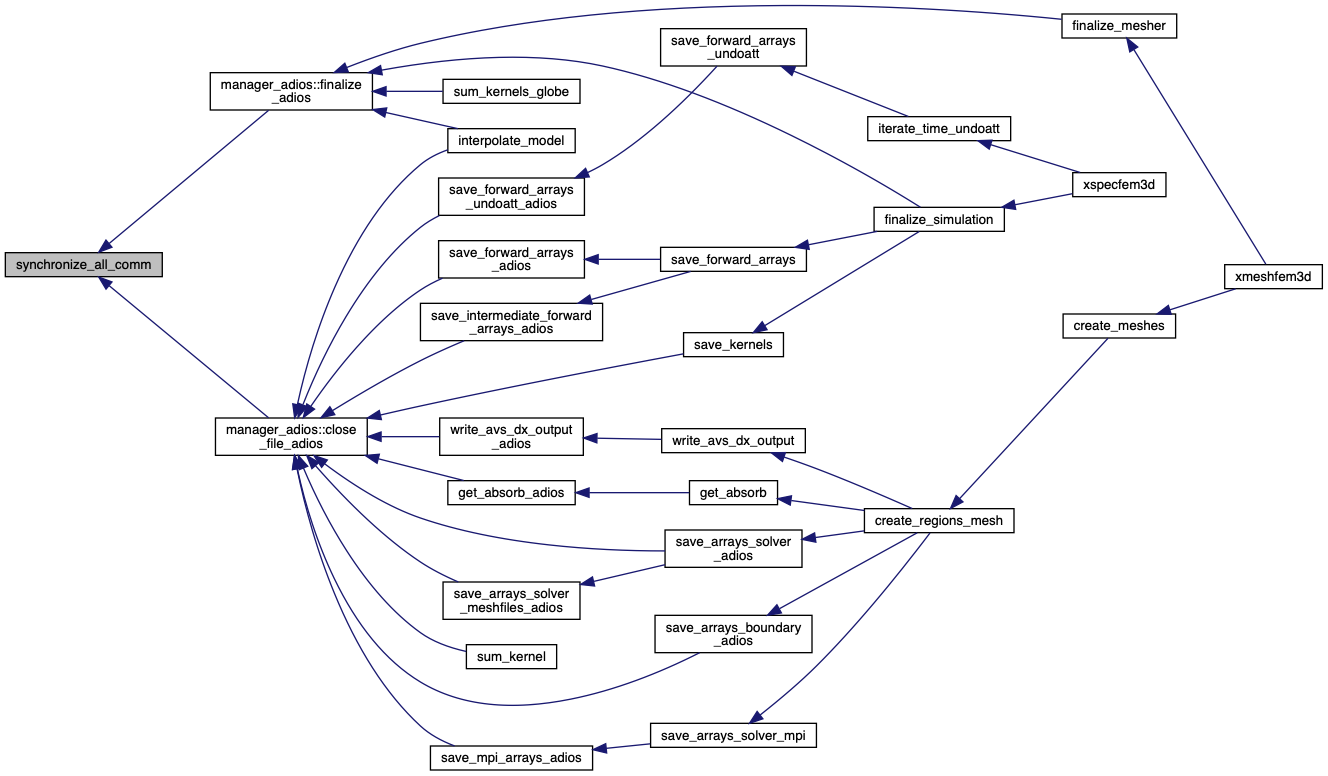 finalize_mesher
save_forward_arrays
_undoatt
manager_adios::finalize
_adios
sum_kernels_globe
iterate_time_undoatt
interpolate_model
xspecfem3d
save_forward_arrays
_undoatt_adios
finalize_simulation
save_forward_arrays
_adios
save_forward_arrays
synchronize_all_comm
xmeshfem3d
save_intermediate_forward
_arrays_adios
create_meshes
save_kernels
manager_adios::close
_file_adios
write_avs_dx_output
_adios
write_avs_dx_output
get_absorb_adios
get_absorb
create_regions_mesh
save_arrays_solver
_adios
save_arrays_solver
_meshfiles_adios
save_arrays_boundary
_adios
sum_kernel
save_arrays_solver_mpi
save_mpi_arrays_adios